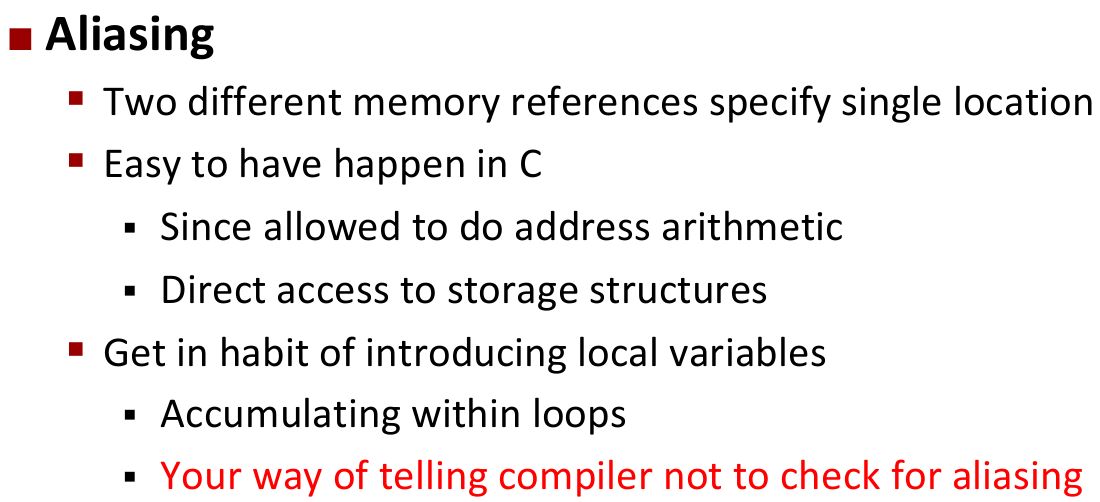 Aliasing
Two different memory references specify single location
Easy to have happen in C
Since allowed to do address arithmetic
Direct access to storage structures
Get in habit of introducing local variables
Accumulating within loops
Your way of telling compiler not to check for aliasing